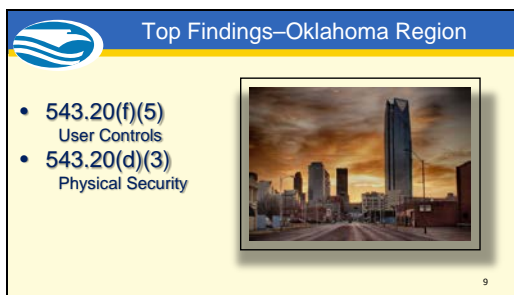 Top Findings–Oklahoma Region
• 543.20(f)(5)
User Controls
• 543.20(d)(3)
Physical Security
9